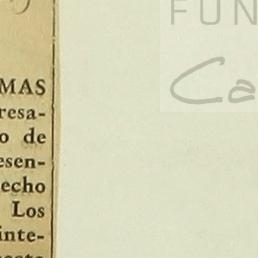 FUN
Ca
MAS
resa-
o de
esen-
echo
Los
inte-